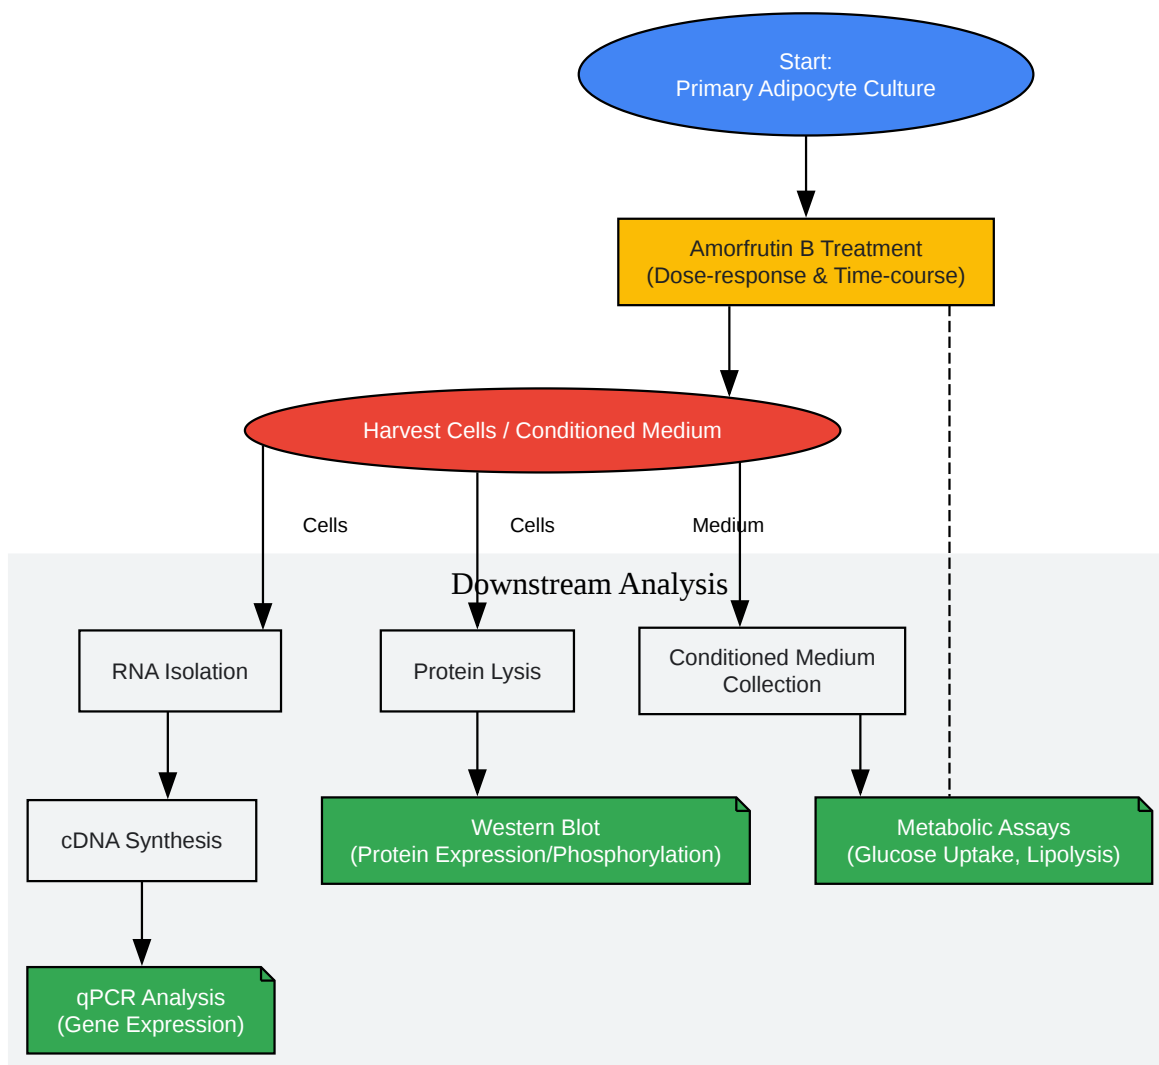 Start:
Primary Adipocyte Culture
Amorfrutin B Treatment
(Dose-response & Time-course)
Harvest Cells / Conditioned Medium
Cells
Cells
Medium
Downstream Analysis
RNA Isolation
Protein Lysis
Conditioned Medium
Collection
cDNA Synthesis
Western Blot
(Protein Expression/Phosphorylation)
Metabolic Assays
(Glucose Uptake, Lipolysis)
qPCR Analysis
(Gene Expression)